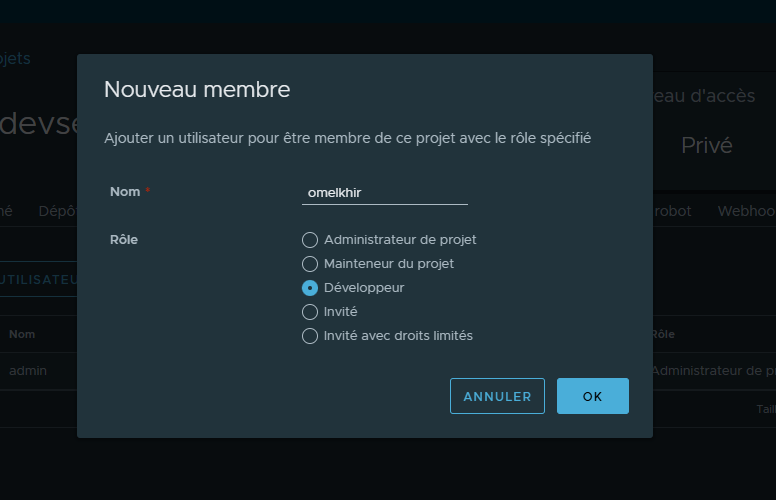 ojets
Nouveau membre
eau d'accès
devse
Ajouter un utilisateur pour être membre de ce projet avec le rôle spécifié
Privé
Nom *
omelkhir
né Dépô robot Webhoo
Rôle
Administrateur de projet
Mainteneur du projet
UTILISATEU
Développeur
Invité
Nom
Invité avec droits limités
Rôle
admin
Administrateur de p
ANNULER
OK
Tail